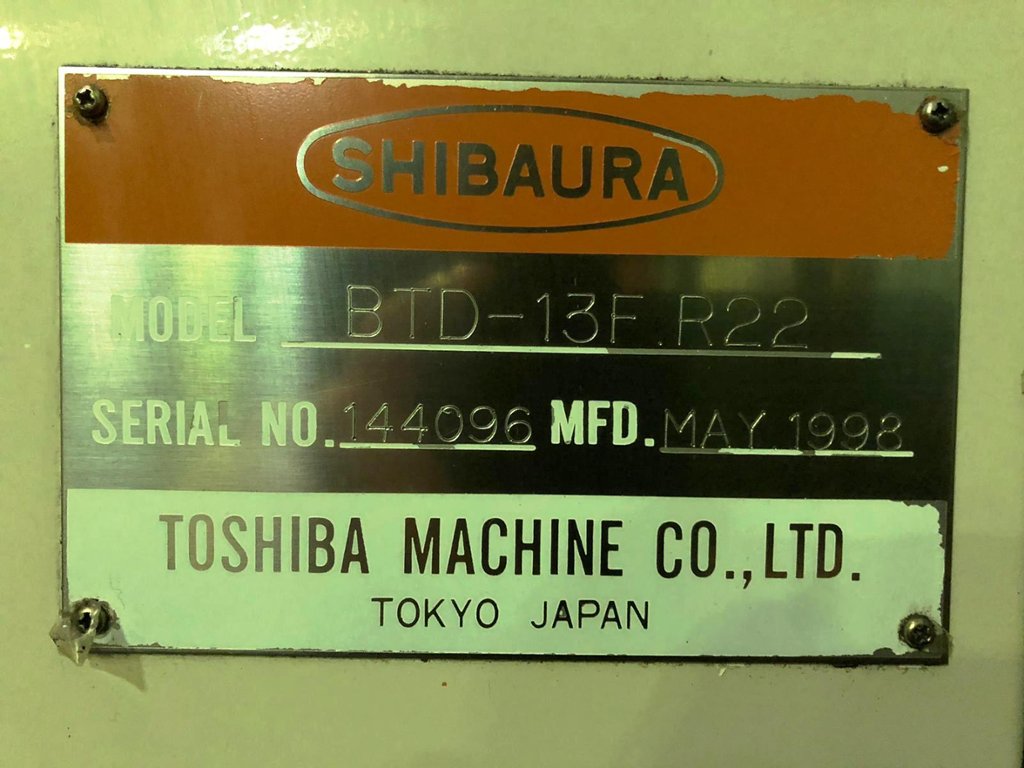 SHIBAURA
MODEL BTD-13F.R22
SERIAL NO. 144096 MFD. MAY.1998
TOSHIBA MACHINE CO.,LTD.
TOKYO JAPAN